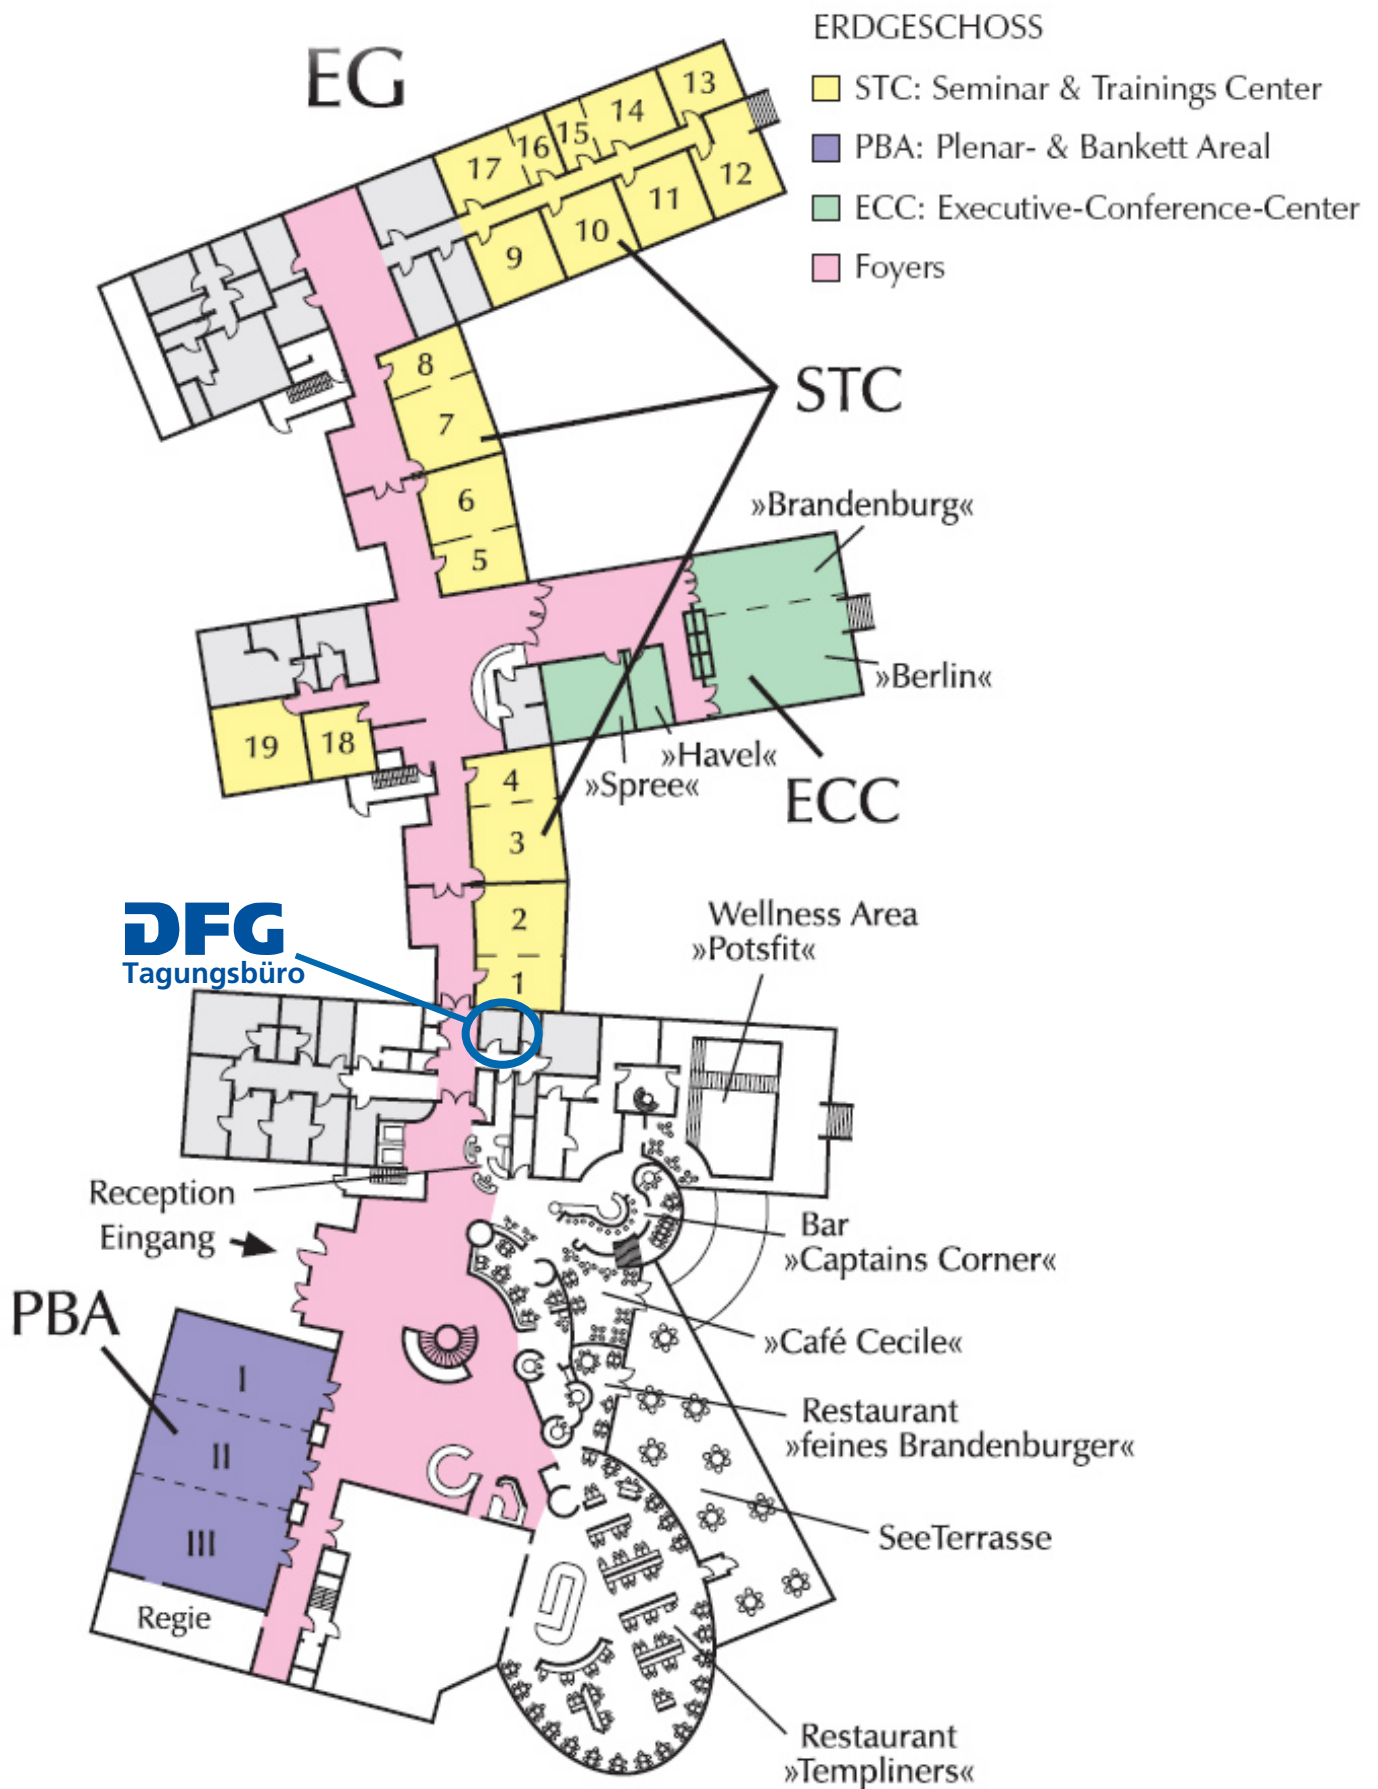 EG
ERDGESCHOSS
STC: Seminar & Trainings Center
PBA: Plenar- & Bankett Areal
ECC: Executive-Conference-Center
Foyers
13
14
15
16
17
12
11
10
9
8
7
STC
6
5
»Brandenburg«
»Berlin«
19
18
»Havel«
»Spree«
ECC
4
3
2
1
DFG
Tagungsbüro
Wellness Area
»Potsfit«
Reception
Eingang
Bar
»Captains Corner«
PBA
»Café Cecile«
I
II
III
Restaurant
»feines Brandenburger«
SeeTerrasse
Regie
Restaurant
»Templiners«